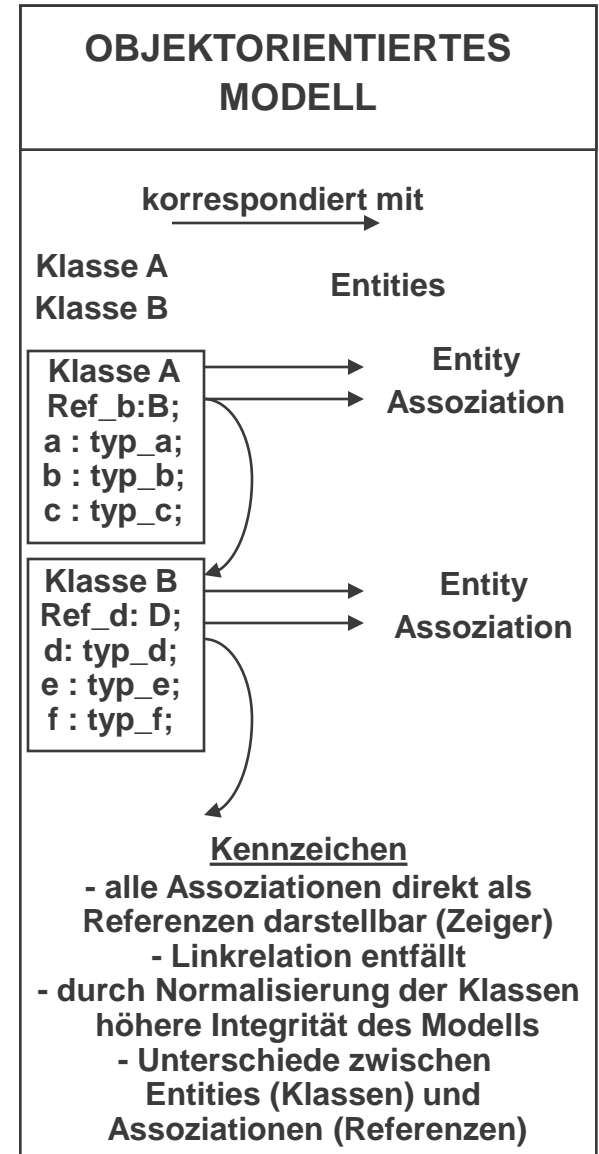 OBJEKTORIENTIERTES
MODELL
korrespondiert mit
Klasse A
Klasse B
Entities
Klasse A
Ref_b:B;
a : typ_a;
b : typ_b;
c : typ_c;
Entity
Assoziation
Klasse B
Ref_d: D;
d: typ_d;
e : typ_e;
f : typ_f;
Entity
Assoziation
Kennzeichen
- alle Assoziationen direkt als
Referenzen darstellbar (Zeiger)
- Linkrelation entfällt
- durch Normalisierung der Klassen
höhere Integrität des Modells
- Unterschiede zwischen
Entities (Klassen) und
Assoziationen (Referenzen)